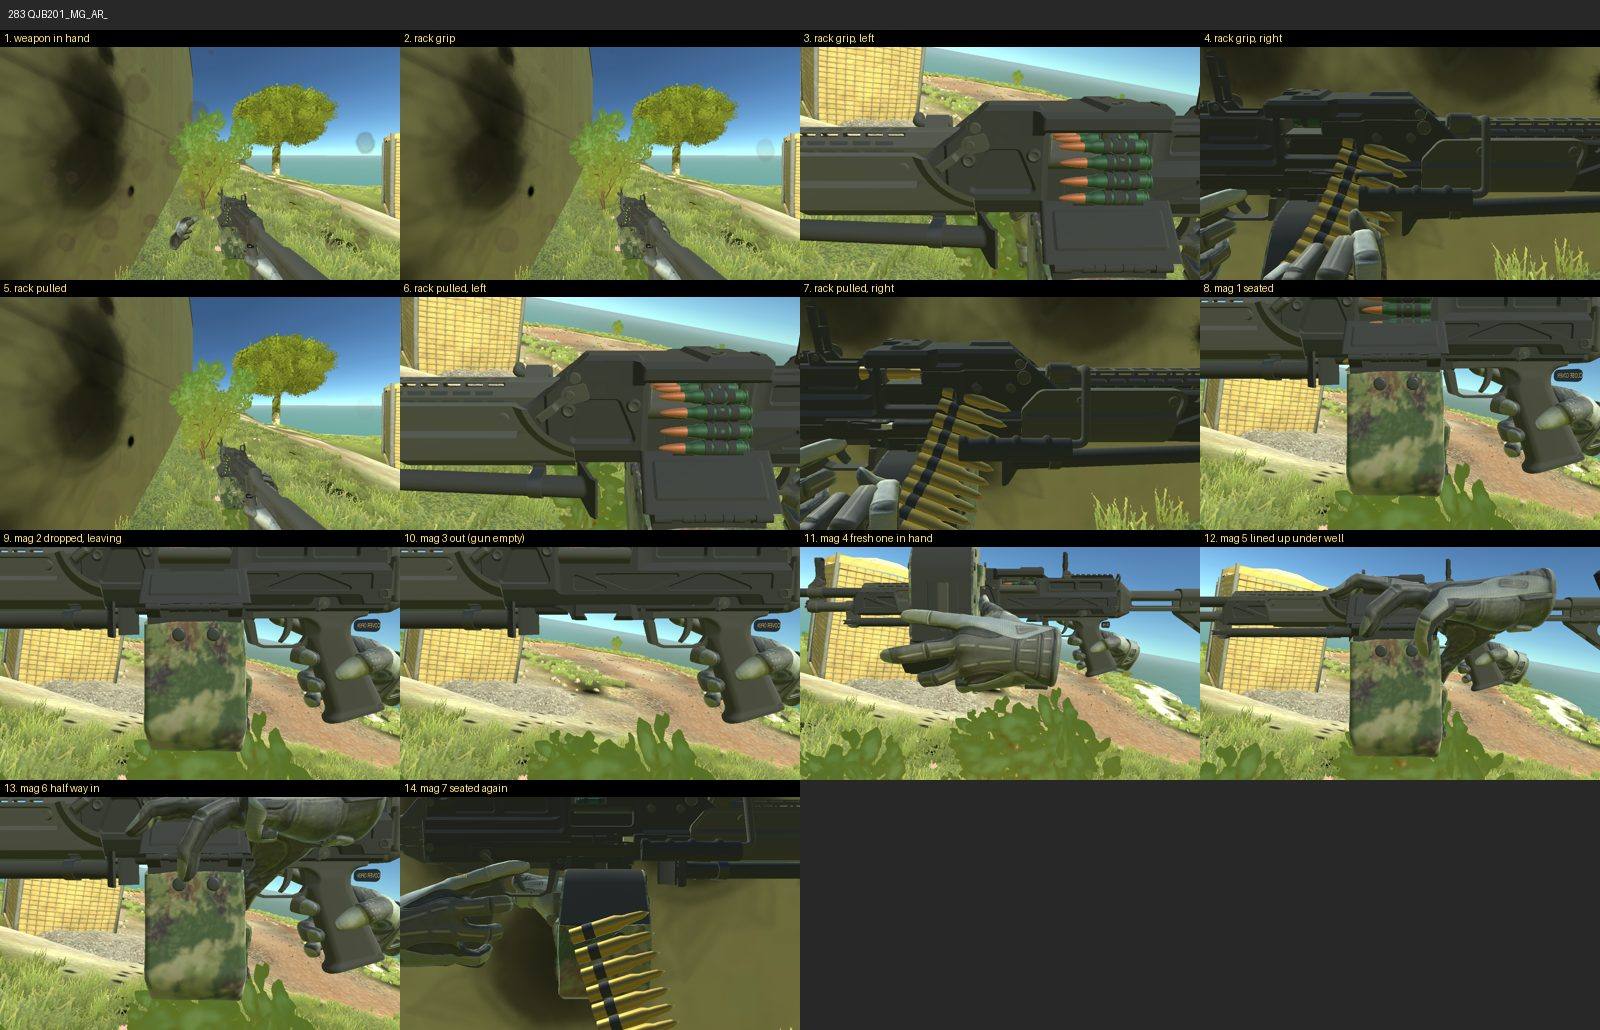 283 QJB201_MG_AR_
1. weapon in hand
2. rack grip
3. rack grip, left
4. rack grip, right
5. rack pulled
6. rack pulled, left
7. rack pulled, right
8. mag 1 seated
9. mag 2 dropped, leaving
10. mag 3 out (gun empty)
11. mag 4 fresh one in hand
12. mag 5 lined up under well
13. mag 6 half way in
14. mag 7 seated again